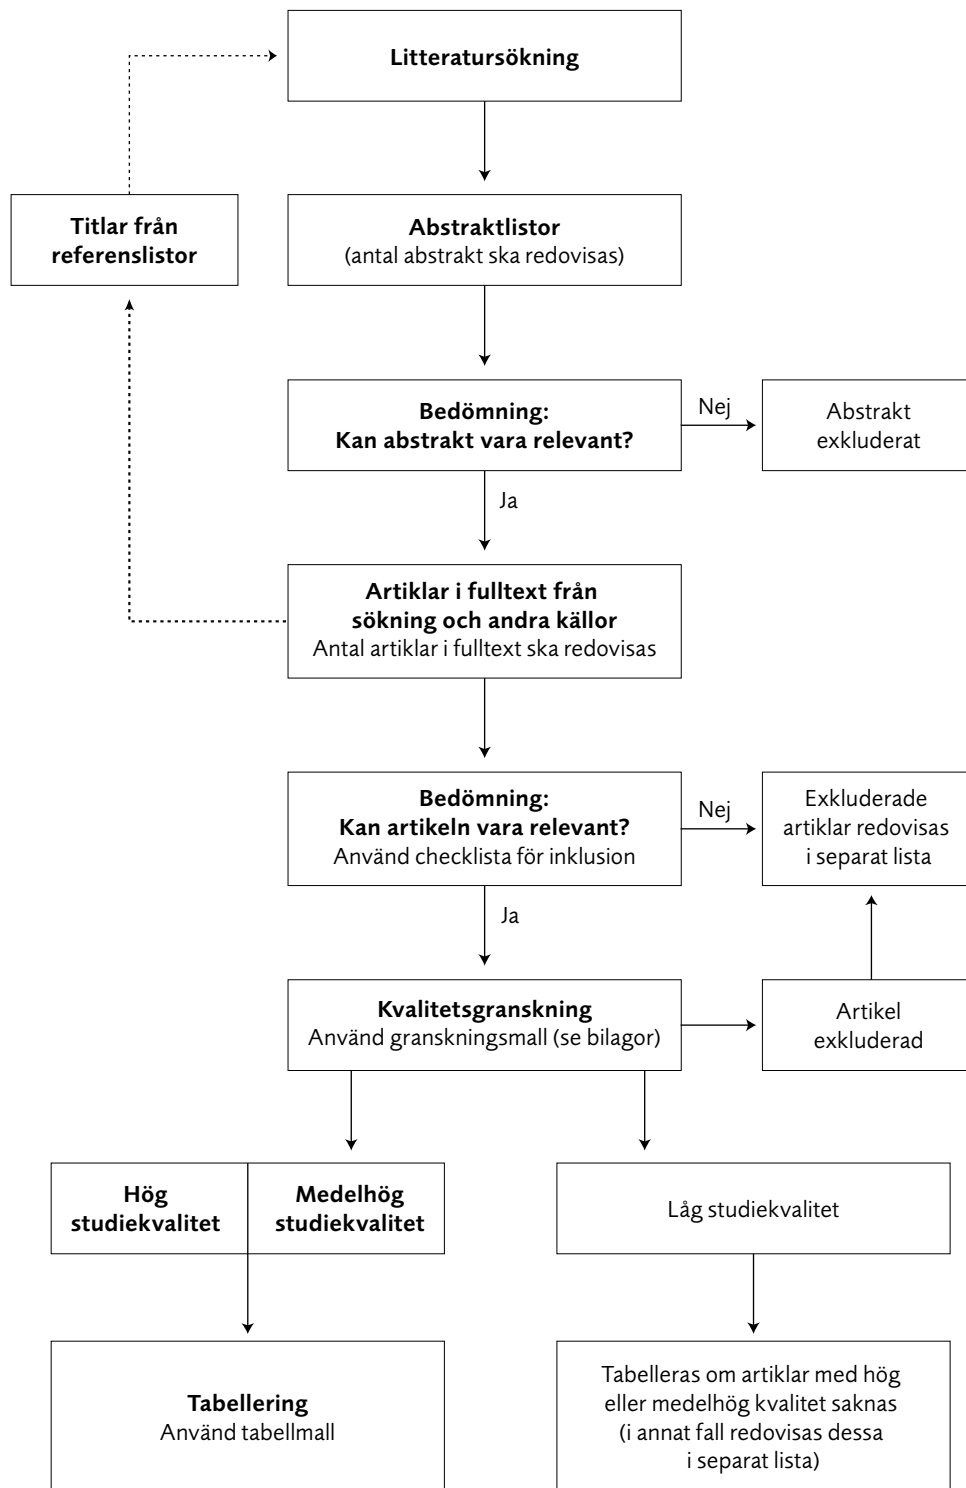 Litteratursökning
Titlar från
referenslistor
Abstraktlistor
(antal abstrakt ska redovisas)
Bedömning:
Kan abstrakt vara relevant?
Nej
Abstrakt
exkluderat
Ja
Artiklar i fulltext från
sökning och andra källor
Antal artiklar i fulltext ska redovisas
Bedömning:
Kan artikeln vara relevant?
Använd checklista för inklusion
Nej
Exkluderade
artiklar redovisas
i separat lista
Ja
Kvalitetsgranskning
Använd granskningsmall (se bilagor)
Artikel
exkluderad
Hög
studiekvalitet
Medelhög
studiekvalitet
Låg studiekvalitet
Tabellering
Använd tabellmall
Tabelleras om artiklar med hög
eller medelhög kvalitet saknas
(i annat fall redovisas dessa
i separat lista)